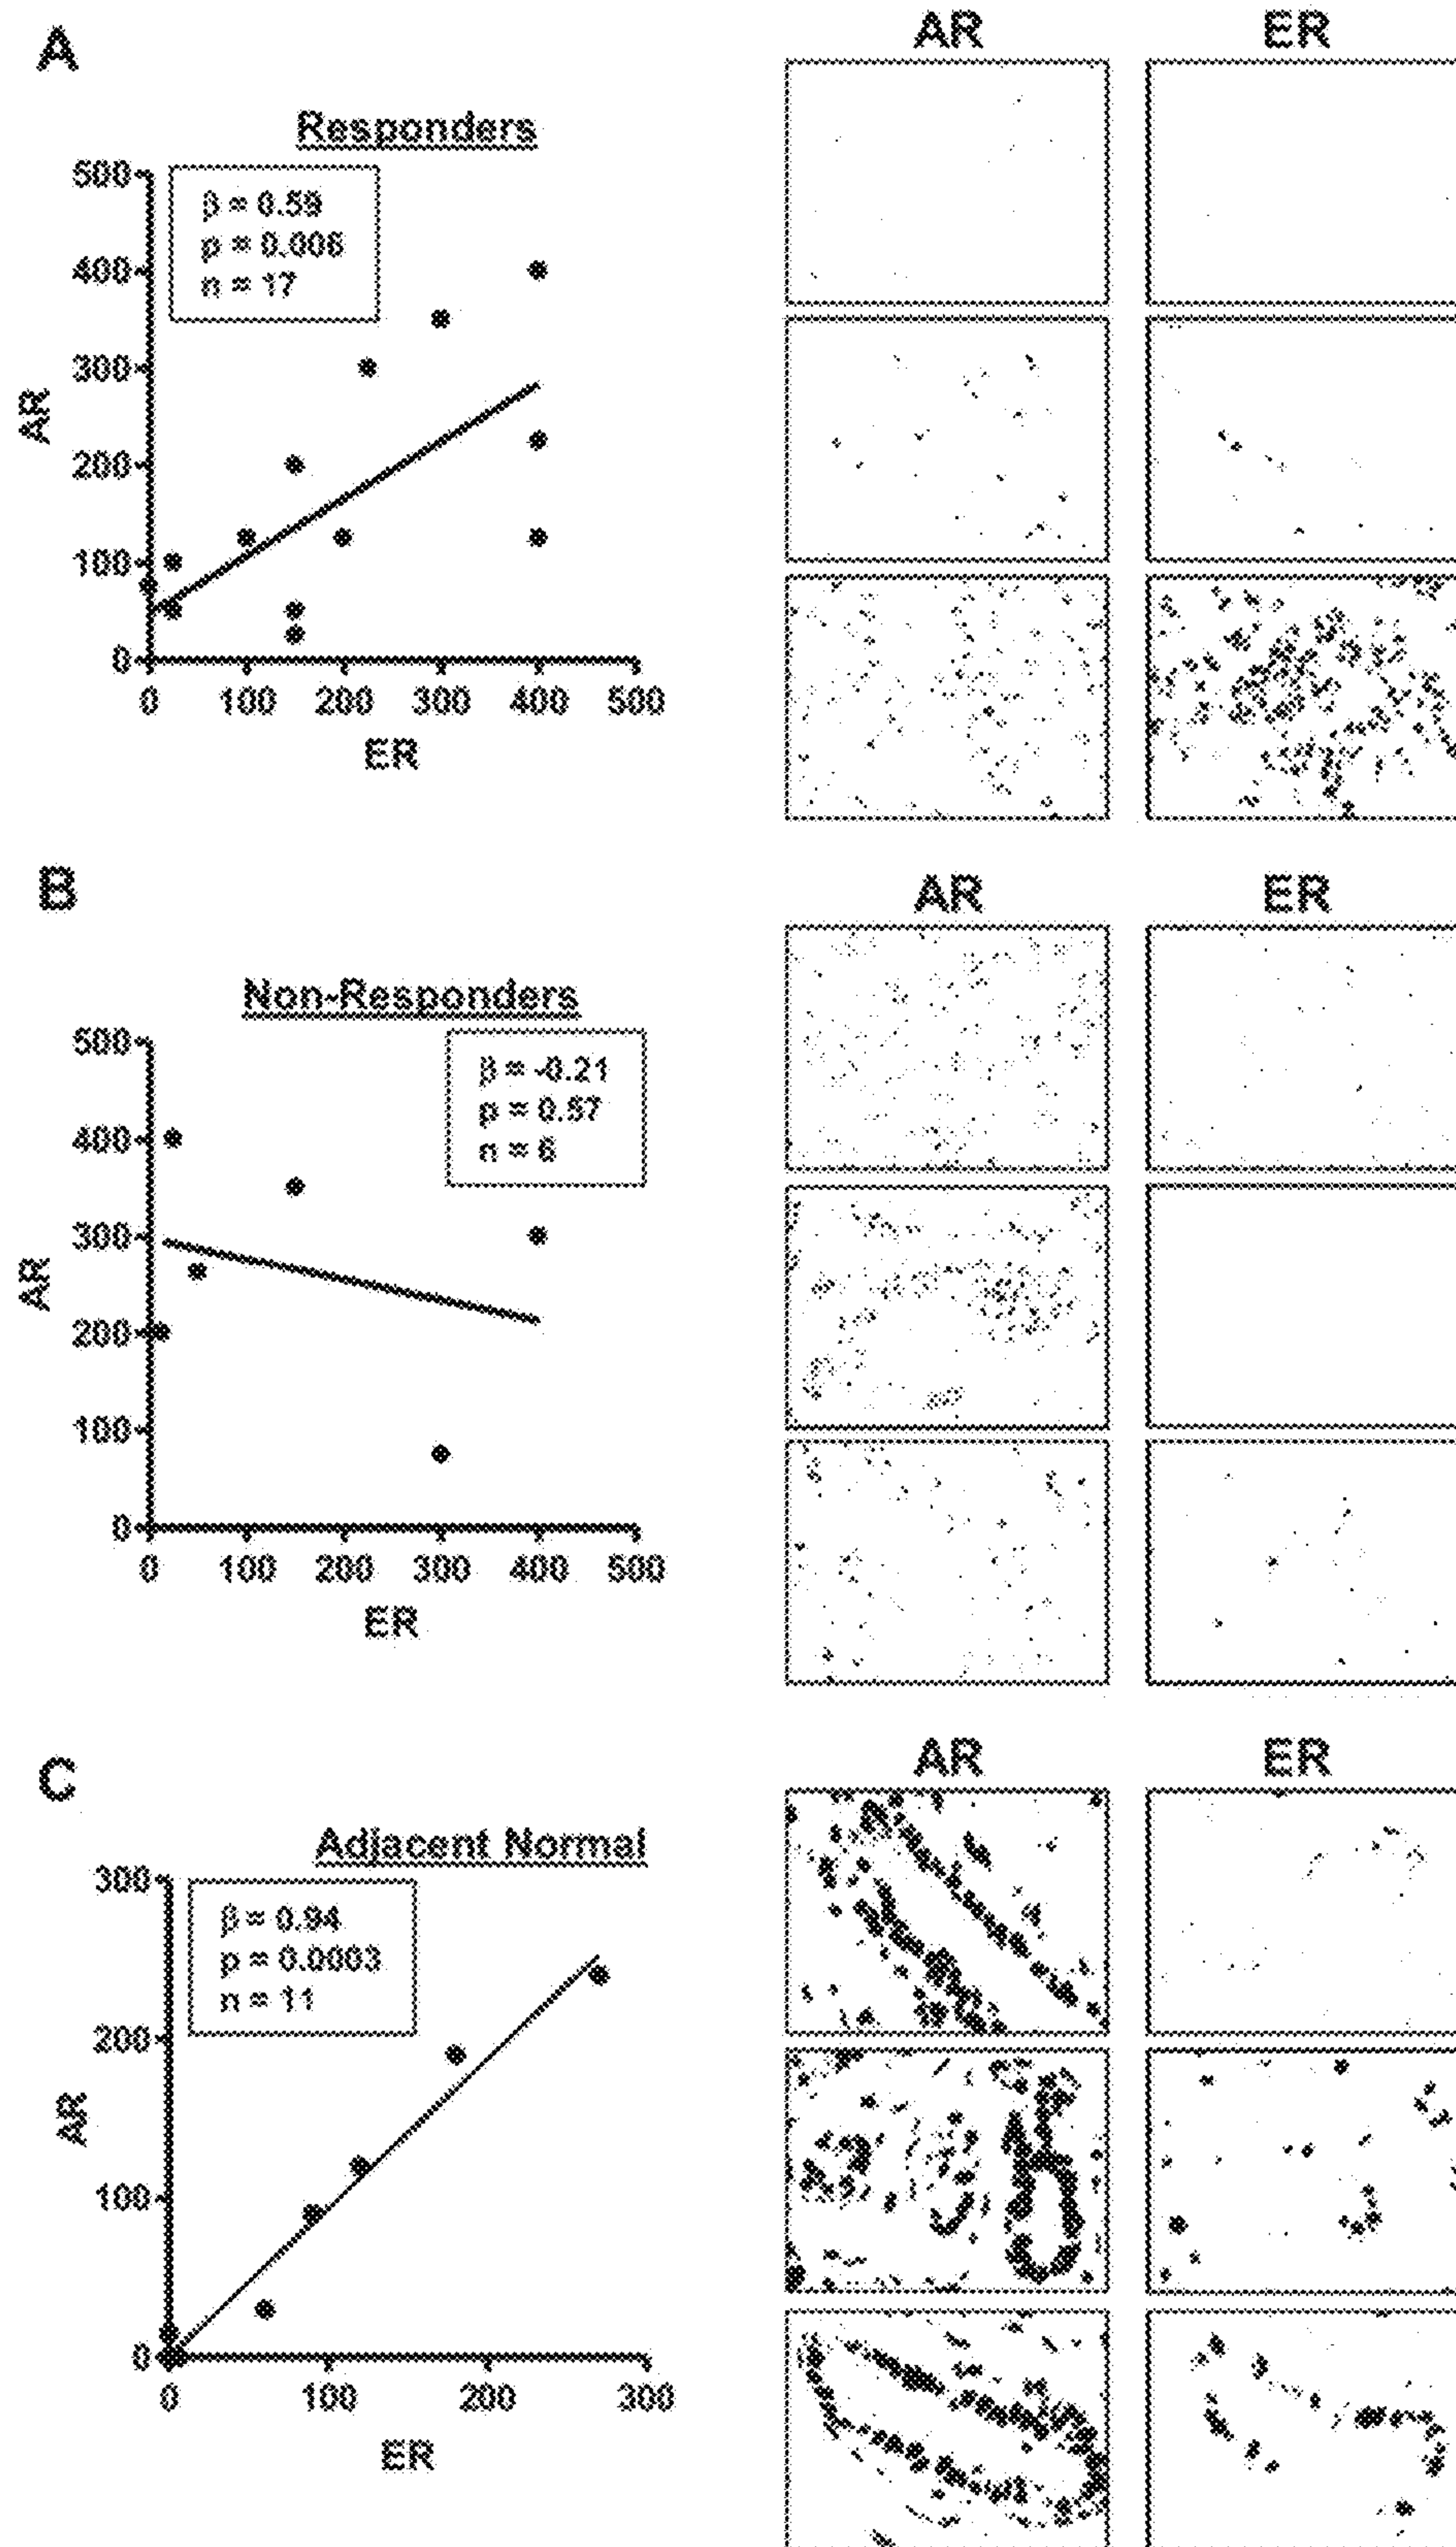 A
Responders
AR ER
β = 0.59
p = 0.006
n = 17
500
400
300
200
100
0
AR
0 100 200 300 400 500
ER
B
Non-Responders
AR ER
β = -0.21
p = 0.57
n = 6
500
400
300
200
100
0
AR
0 100 200 300 400 500
ER
C
Adjacent Normal
AR ER
β = 0.94
p = 0.0003
n = 11
300
200
100
0
AR
0 100 200 300
ER